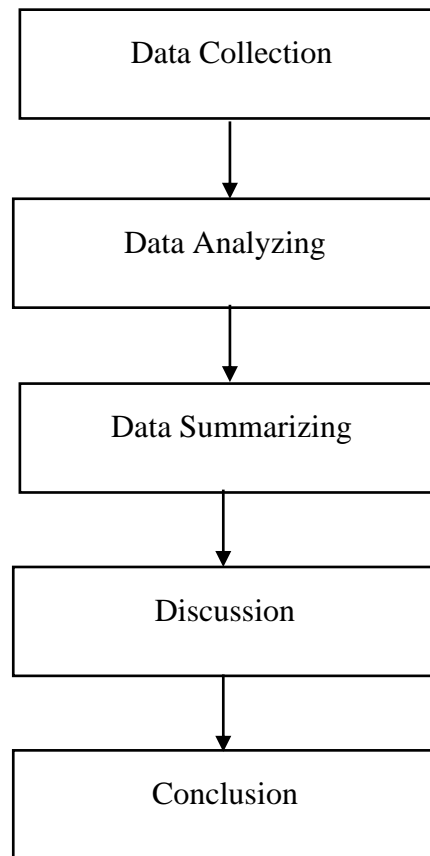 Data Collection
Data Analyzing
Data Summarizing
Discussion
Conclusion